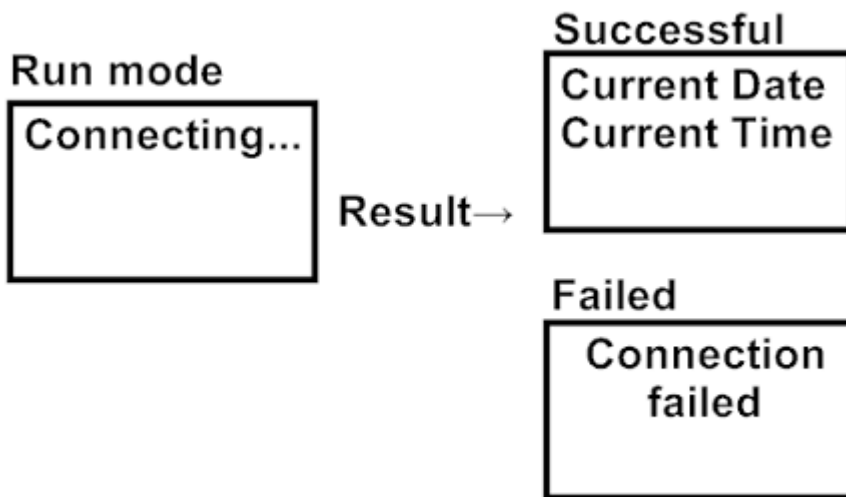 Run mode
Connecting...
Result→
Successful
Current Date
Current Time
Failed
Connection
failed